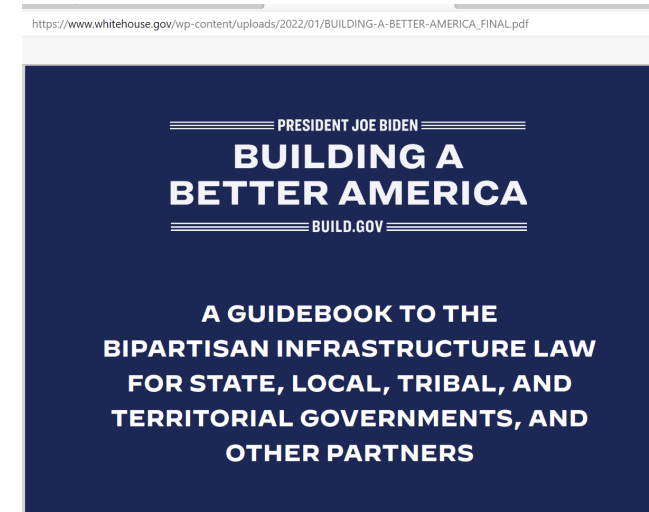 https://www.whitehouse.gov/wp-content/uploads/2022/01/BUILDING-A-BETTER-AMERICA_FINAL.pdf
PRESIDENT JOE BIDEN
BUILDING A
BETTER AMERICA
BUILD.GOV
A GUIDEBOOK TO THE
BIPARTISAN INFRASTRUCTURE LAW
FOR STATE, LOCAL, TRIBAL, AND
TERRITORIAL GOVERNMENTS, AND
OTHER PARTNERS